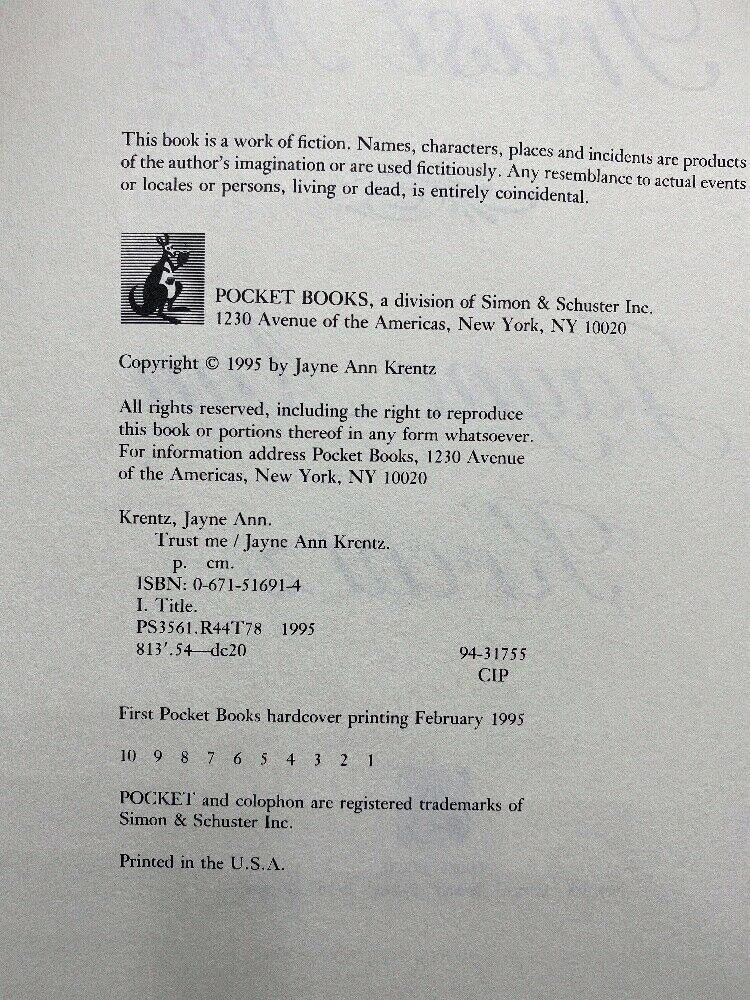 This book is a work of fiction. Names, characters, places and incidents are products
of the author's imagination or are used fictitiously. Any resemblance to actual events
or locales or persons, living or dead, is entirely coincidental.
POCKET BOOKS, a division of Simon & Schuster Inc.
1230 Avenue of the Americas, New York, NY 10020
Copyright © 1995 by Jayne Ann Krentz
All rights reserved, including the right to reproduce
this book or portions thereof in any form whatsoever.
For information address Pocket Books, 1230 Avenue
of the Americas, New York, NY 10020
Krentz, Jayne Ann.
Trust me / Jayne Ann Krentz.
p. cm.
ISBN: 0-671-51691-4
I. Title.
PS3561.R44T78 1995
813'.54—dc20 94-31755
CIP
First Pocket Books hardcover printing February 1995
10 9 8 7 6 5 4 3 2 1
POCKET and colophon are registered trademarks of
Simon & Schuster Inc.
Printed in the U.S.A.